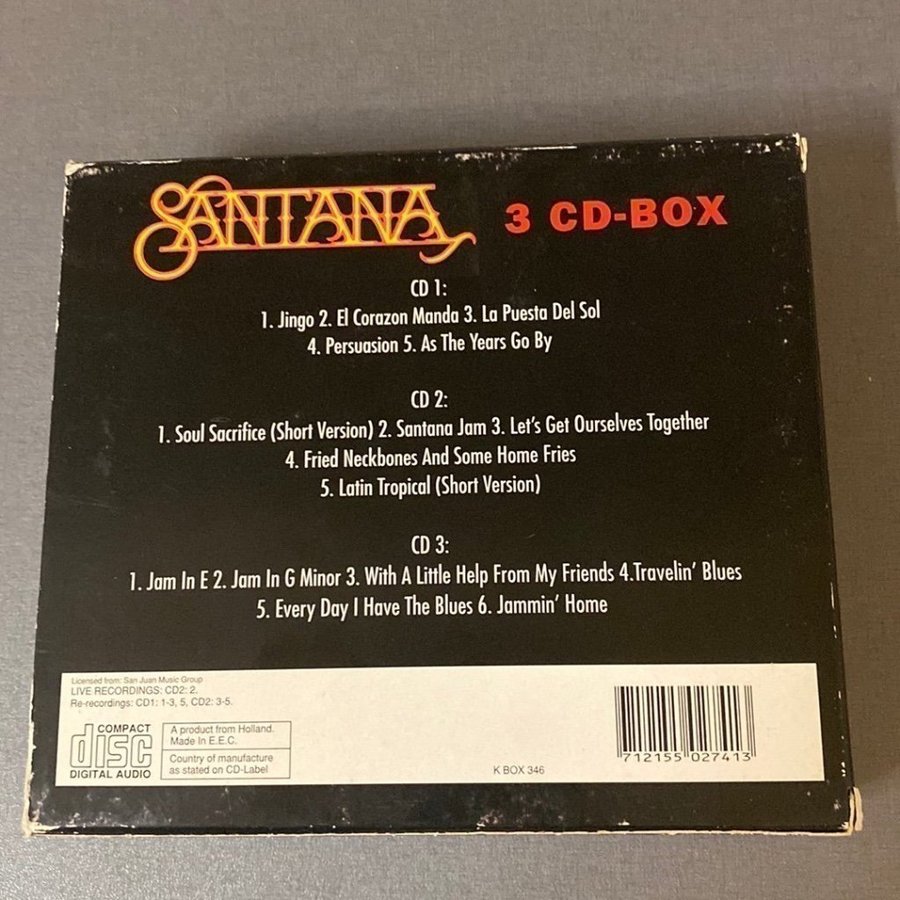 SANTANA 3 CD-BOX
CD 1:
1. Jingo 2. El Corazon Manda 3. La Puesta Del Sol
4. Persuasion 5. As The Years Go By
CD 2:
1. Soul Sacrifice (Short Version) 2. Santana Jam 3. Let's Get Ourselves Together
4. Fried Neckbones And Some Home Fries
5. Latin Tropical (Short Version)
CD 3:
1. Jam In E 2. Jam In G Minor 3. With A Little Help From My Friends 4.Travelin' Blues
5. Every Day I Have The Blues 6. Jammin' Home
Licensed from: San Juan Music Group
LIVE RECORDINGS: CD2: 2.
Re-recordings: CD1: 1-3, 5, CD2: 3-5.
COMPACT
disc
DIGITAL AUDIO
A product from Holland.
Made in E.E.C.
Country of manufacture
as stated on CD-Label
K BOX 346
7 12155 02741 3